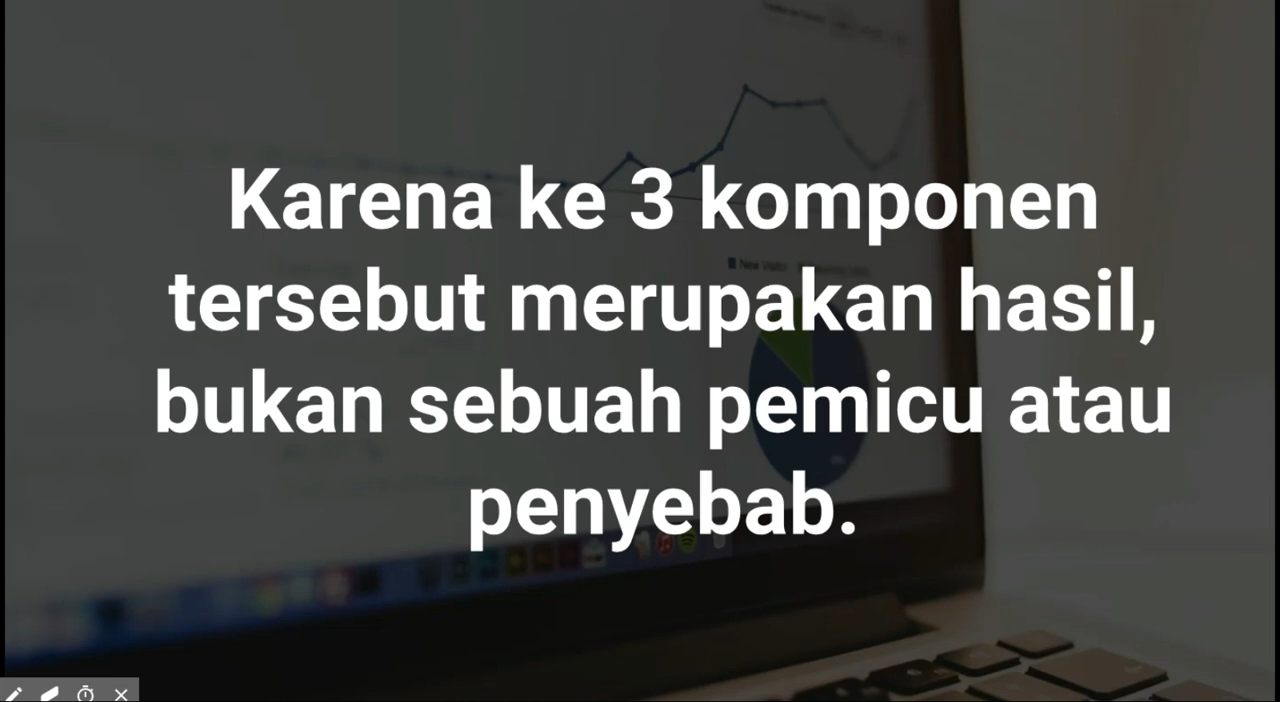 Karena ke 3 komponen
tersebut merupakan hasil,
bukan sebuah pemicu atau
penyebab.